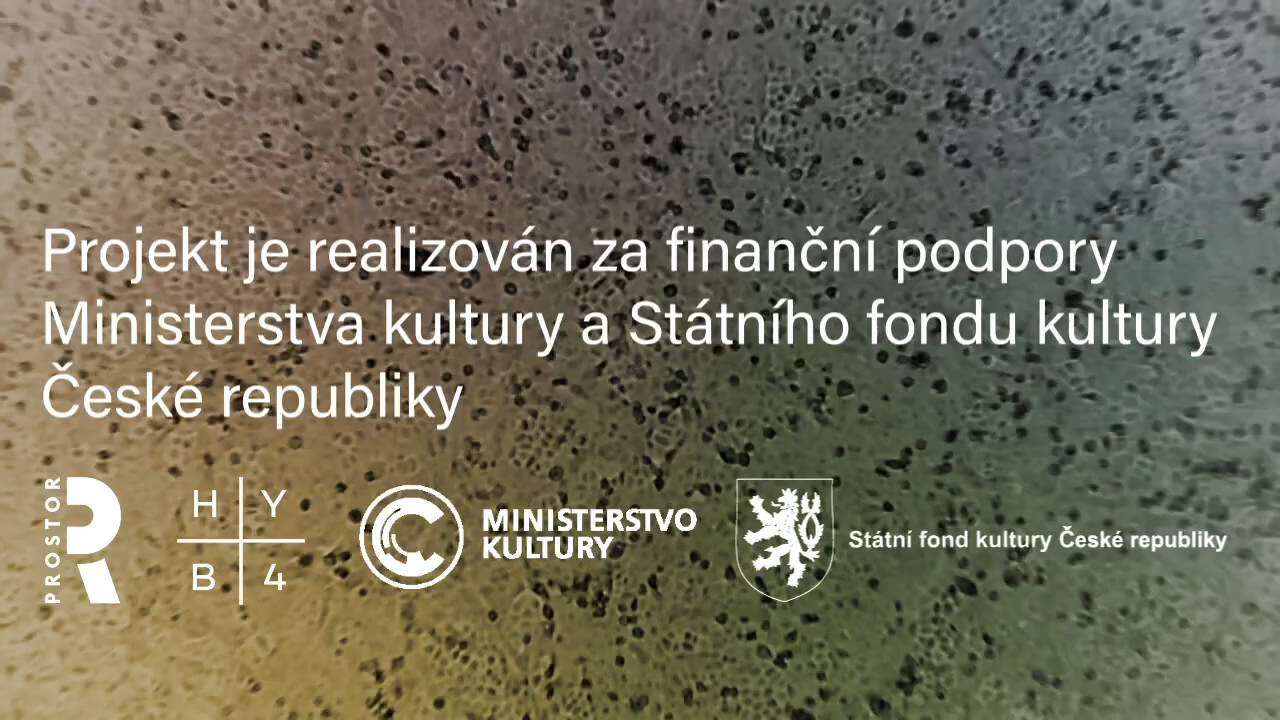 Projekt je realizován za finanční podpory
Ministerstva kultury a Státního fondu kultury
České republiky
PROSTOR
R
H Y
B 4
MINISTERSTVO
KULTURY
Státní fond kultury České republiky